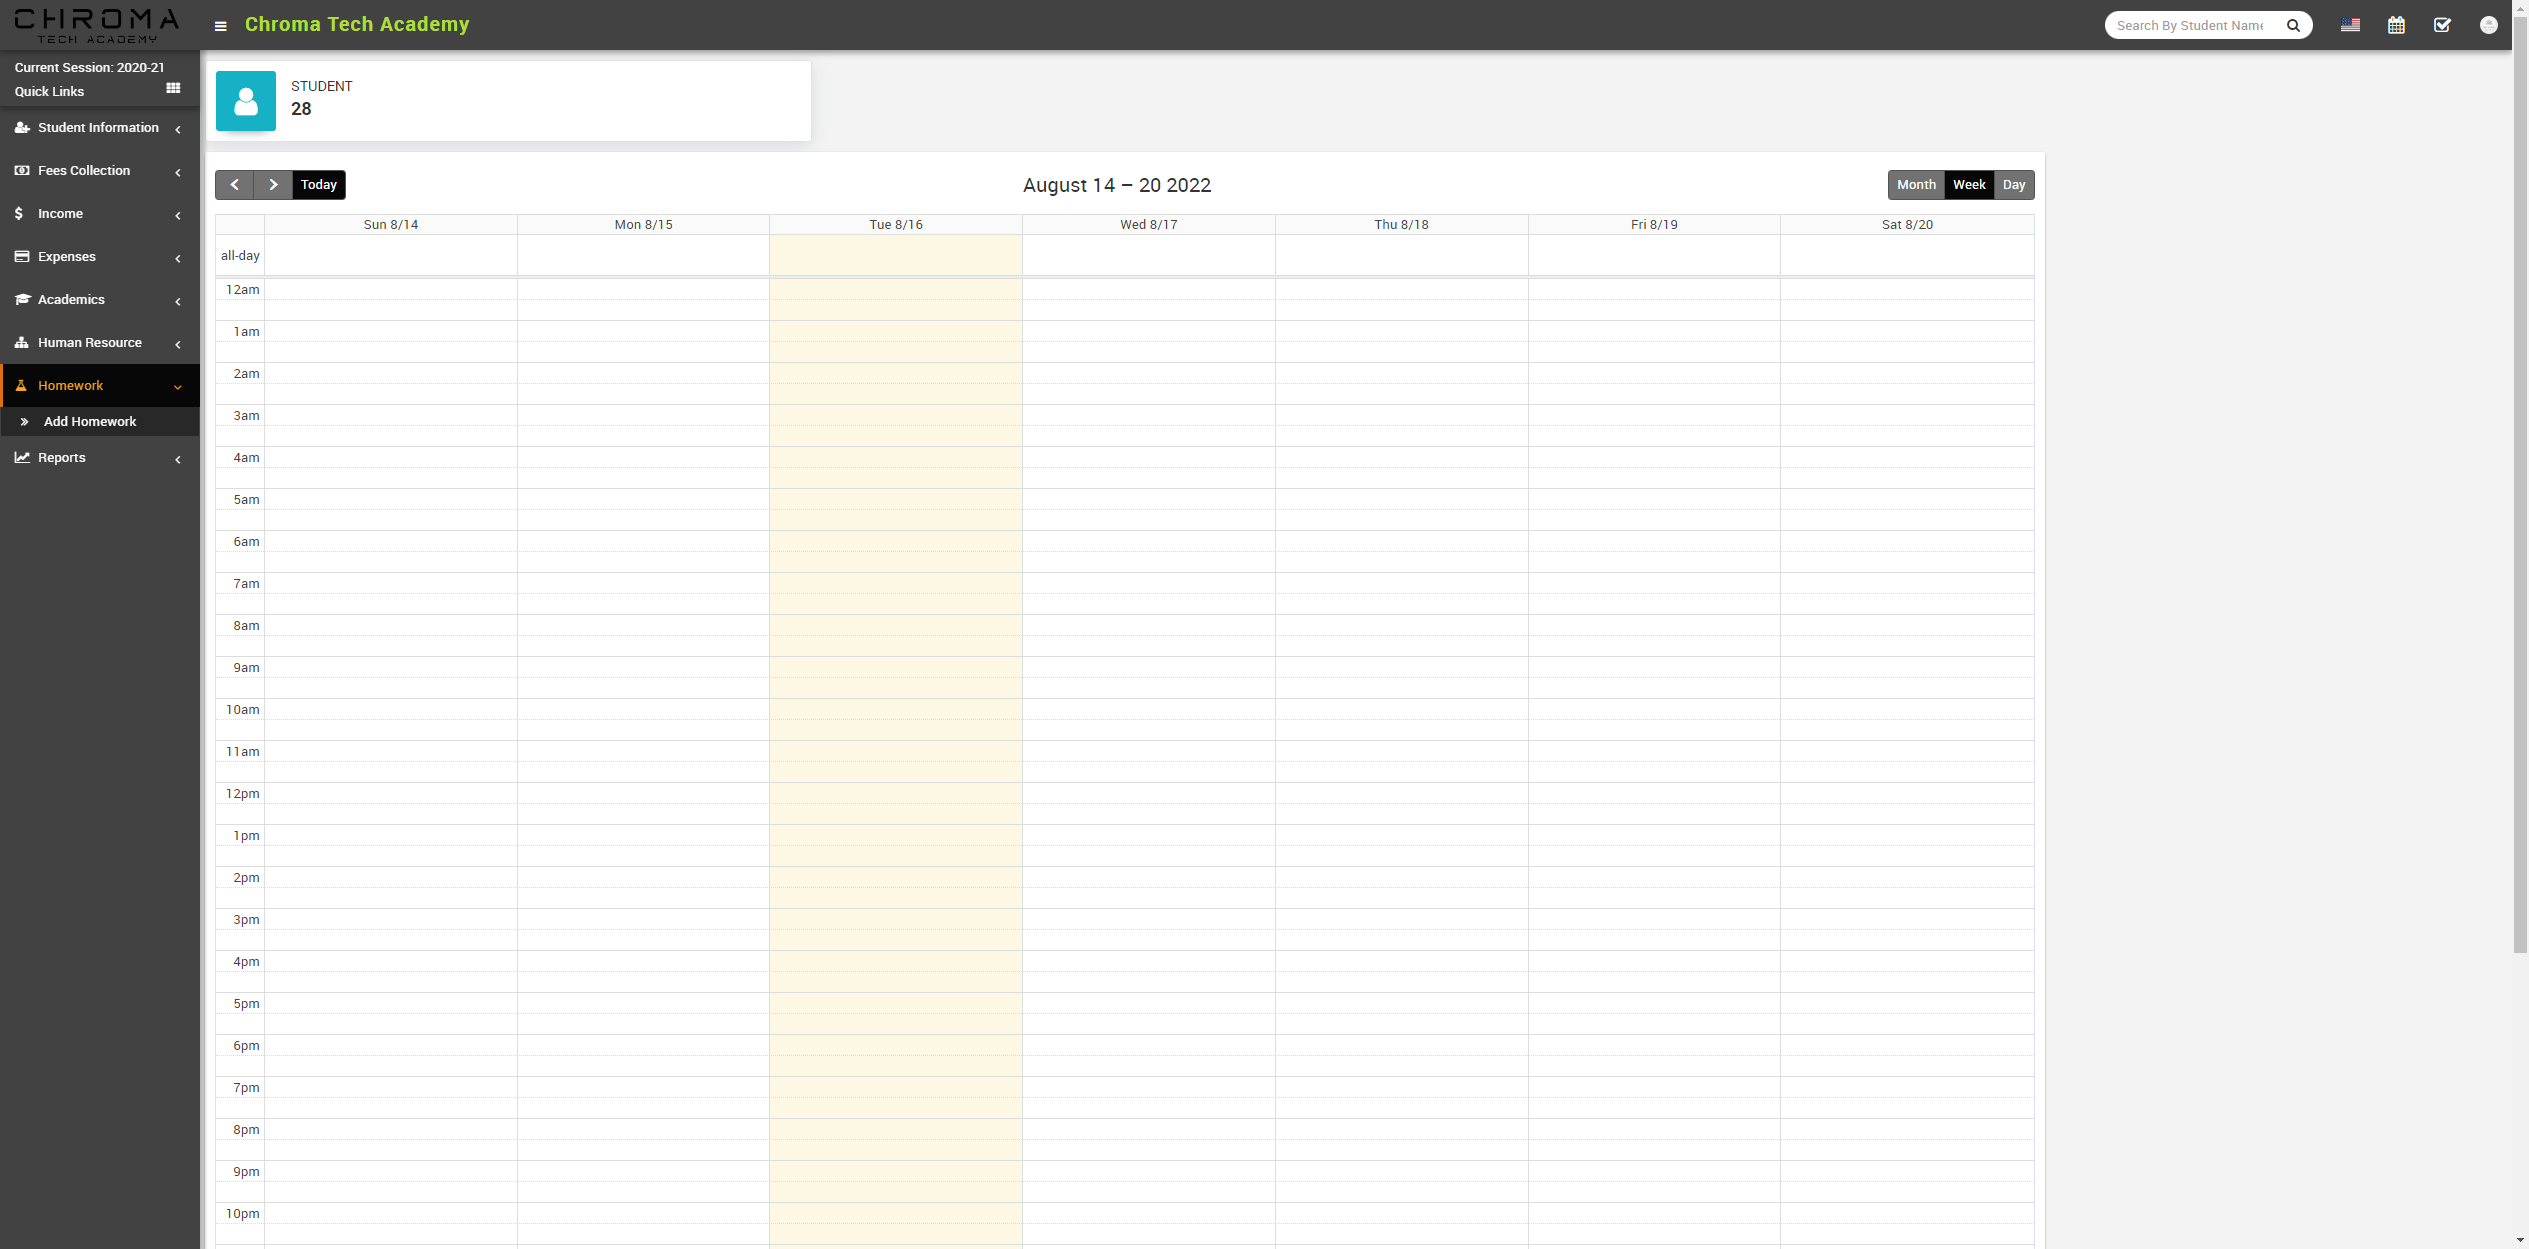 CHROMA
TECH ACADEMY
Chroma Tech Academy
Search By Student Name
Current Session: 2020-21
Quick Links
Student Information
Fees Collection
Income
Expenses
Academics
Human Resource
Homework
Add Homework
Reports
STUDENT
28
Today
August 14 – 20 2022
Month Week Day
Sun 8/14 Mon 8/15 Tue 8/16 Wed 8/17 Thu 8/18 Fri 8/19 Sat 8/20
all-day
12am
1am
2am
3am
4am
5am
6am
7am
8am
9am
10am
11am
12pm
1pm
2pm
3pm
4pm
5pm
6pm
7pm
8pm
9pm
10pm